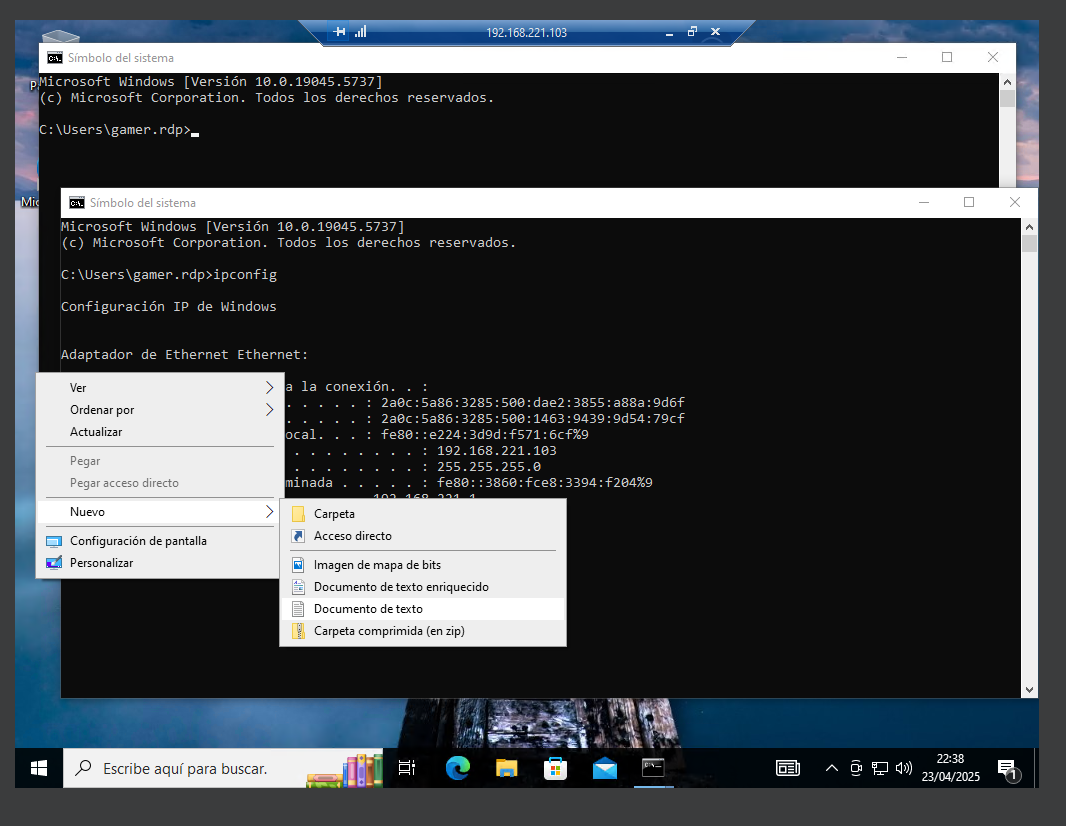 192.168.221.103
Símbolo del sistema
Microsoft Windows [Versión 10.0.19045.5737]
(c) Microsoft Corporation. Todos los derechos reservados.
C:\Users\gamer.rdp>
Símbolo del sistema
Microsoft Windows [Versión 10.0.19045.5737]
(c) Microsoft Corporation. Todos los derechos reservados.
C:\Users\gamer.rdp>ipconfig
Configuración IP de Windows
Adaptador de Ethernet Ethernet:
a la conexión. . :
. . . . . : 2a0c:5a86:3285:500:dae2:3855:a88a:9d6f
. . . . . : 2a0c:5a86:3285:500:1463:9439:9d54:79cf
ocal. . . : fe80::e224:3d9d:f571:6cf%9
. . . . . . . . . : 192.168.221.103
. . . . . . . . . : 255.255.255.0
minada . . . . . : fe80::3860:fce8:3394:f204%9
192.168.221.1
Ver
Ordenar por
Actualizar
Pegar
Pegar acceso directo
Nuevo
Configuración de pantalla
Personalizar
Carpeta
Acceso directo
Imagen de mapa de bits
Documento de texto enriquecido
Documento de texto
Carpeta comprimida (en zip)
Escribe aquí para buscar.
22:38
23/04/2025
1